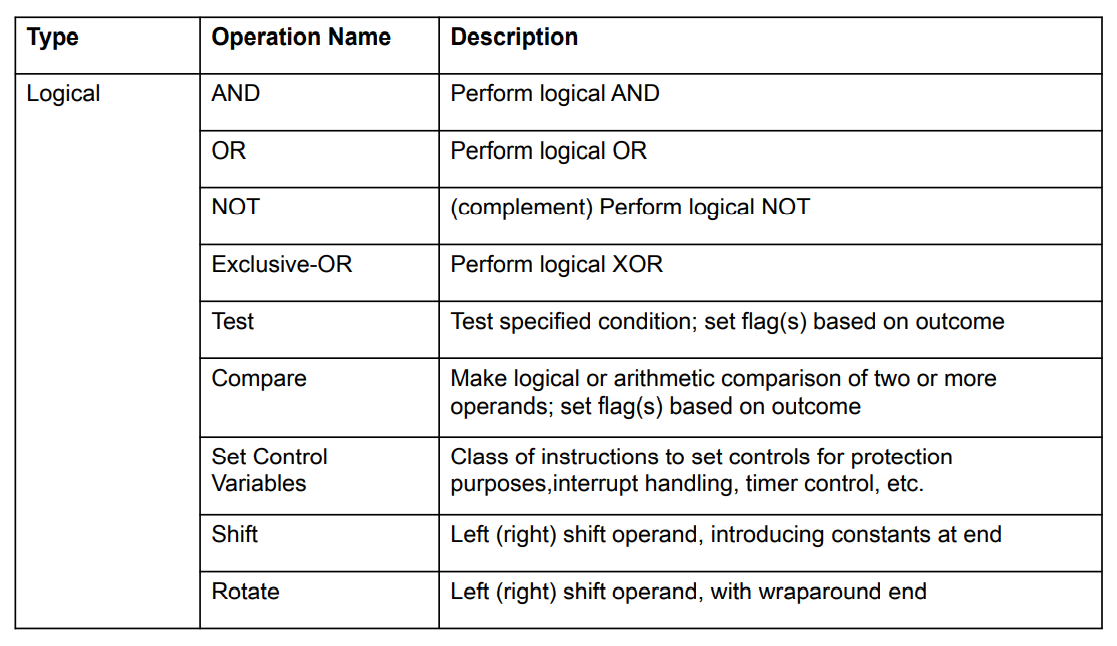 Type Operation Name Description
Logical AND Perform logical AND
OR Perform logical OR
NOT (complement) Perform logical NOT
Exclusive-OR Perform logical XOR
Test Test specified condition; set flag(s) based on outcome
Compare Make logical or arithmetic comparison of two or more
operands; set flag(s) based on outcome
Set Control Class of instructions to set controls for protection
Variables purposes,interrupt handling, timer control, etc.
Shift Left (right) shift operand, introducing constants at end
Rotate Left (right) shift operand, with wraparound end